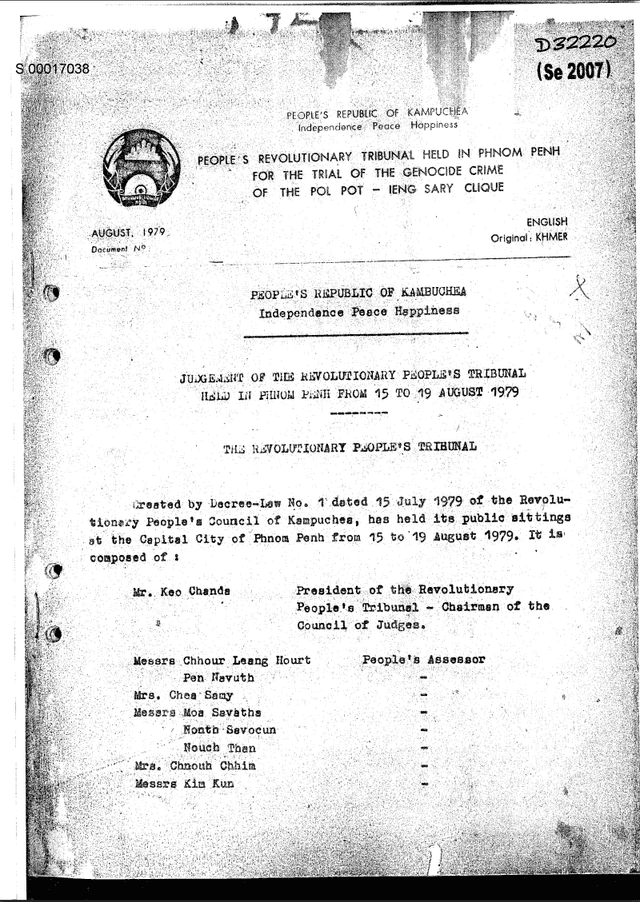 D32220
(Se 2007)
S 00017038
PEOPLE'S REPUBLIC OF KAMPUCHEA
Independence Peace Happiness
PEOPLE'S REVOLUTIONARY TRIBUNAL HELD IN PHNOM PENH
FOR THE TRIAL OF THE GENOCIDE CRIME
OF THE POL POT – IENG SARY CLIQUE
AUGUST, 1979
Document No
ENGLISH
Original : KHMER
PEOPLE'S REPUBLIC OF KAMBUCHEA
Independence Peace Happiness
JUDGEMENT OF THE REVOLUTIONARY PEOPLE'S TRIBUNAL
HELD IN PHNOM PENH FROM 15 TO 19 AUGUST 1979
--------
THE REVOLUTIONARY PEOPLE'S TRIBUNAL
Created by Decree-Law No. 1 dated 15 July 1979 of the Revolu-
tionary People's Council of Kampuchea, has held its public sittings
at the Capital City of Phnom Penh from 15 to 19 August 1979. It is
composed of :
Mr. Keo Chanda President of the Revolutionary
People's Tribunal - Chairman of the
Council of Judges.
Messrs Chhour Leang Hourt People's Assessor
Pen Navuth -
Mrs. Chea Samy -
Messrs Moa Savatha -
Nonth Savocun -
Nouch Than -
Mrs. Chnouh Chhim -
Messrs Kim Kun -